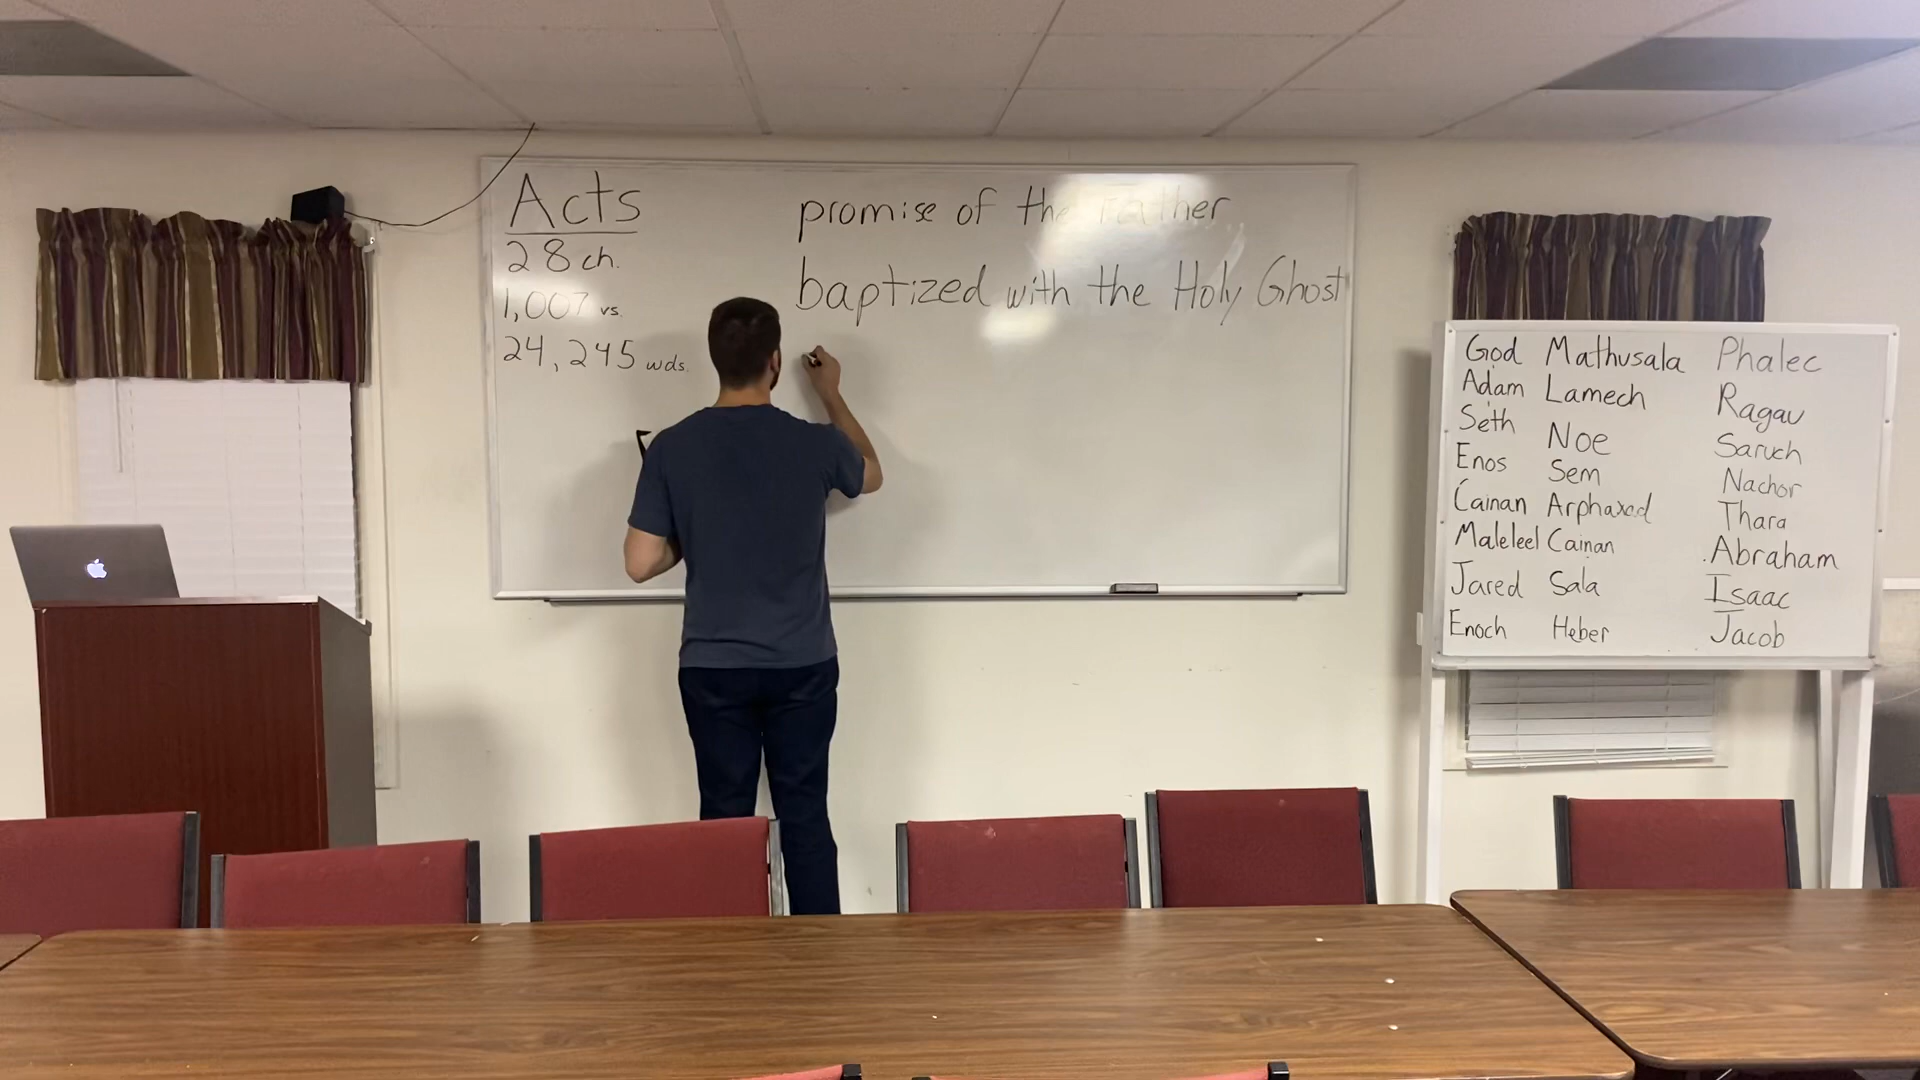 Acts
28 ch.
1,007 vs.
24,245 wds.
promise of the Father
baptized with the Holy Ghost
God
Adam
Seth
Enos
Cainan
Maleleel
Jared
Enoch
Mathusala
Lamech
Noe
Sem
Arphaxad
Cainan
Sala
Heber
Phalec
Ragau
Saruch
Nachor
Thara
Abraham
Isaac
Jacob